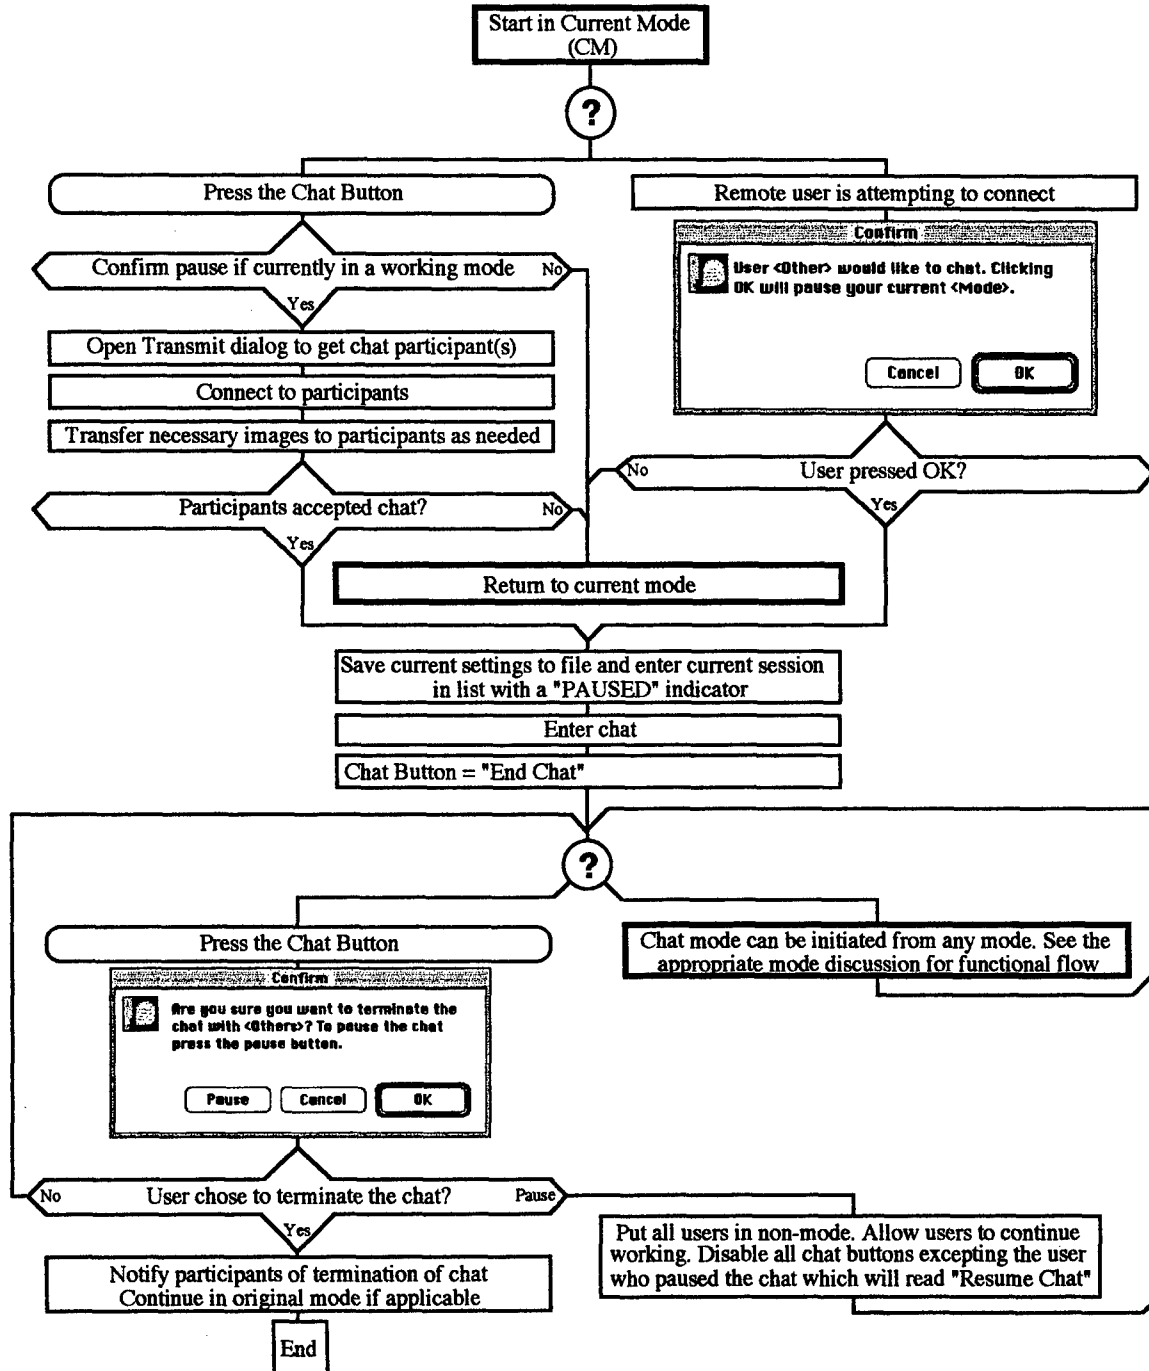 Start in Current Mode
(CM)
?
Press the Chat Button
Remote user is attempting to connect
Confirm pause if currently in a working mode
No
Yes
Confirm
User <Other> would like to chat. Clicking
OK will pause your current <Mode>.
Cancel
OK
Open Transmit dialog to get chat participant(s)
Connect to participants
Transfer necessary images to participants as needed
No
User pressed OK?
Yes
Participants accepted chat?
No
Yes
Return to current mode
Save current settings to file and enter current session
in list with a "PAUSED" indicator
Enter chat
Chat Button = "End Chat"
?
Press the Chat Button
Chat mode can be initiated from any mode. See the
appropriate mode discussion for functional flow
Confirm
Are you sure you want to terminate the
chat with <Others>? To pause the chat
press the pause button.
Pause
Cancel
OK
No
User chose to terminate the chat?
Pause
Yes
Put all users in non-mode. Allow users to continue
working. Disable all chat buttons excepting the user
who paused the chat which will read "Resume Chat"
Notify participants of termination of chat
Continue in original mode if applicable
End